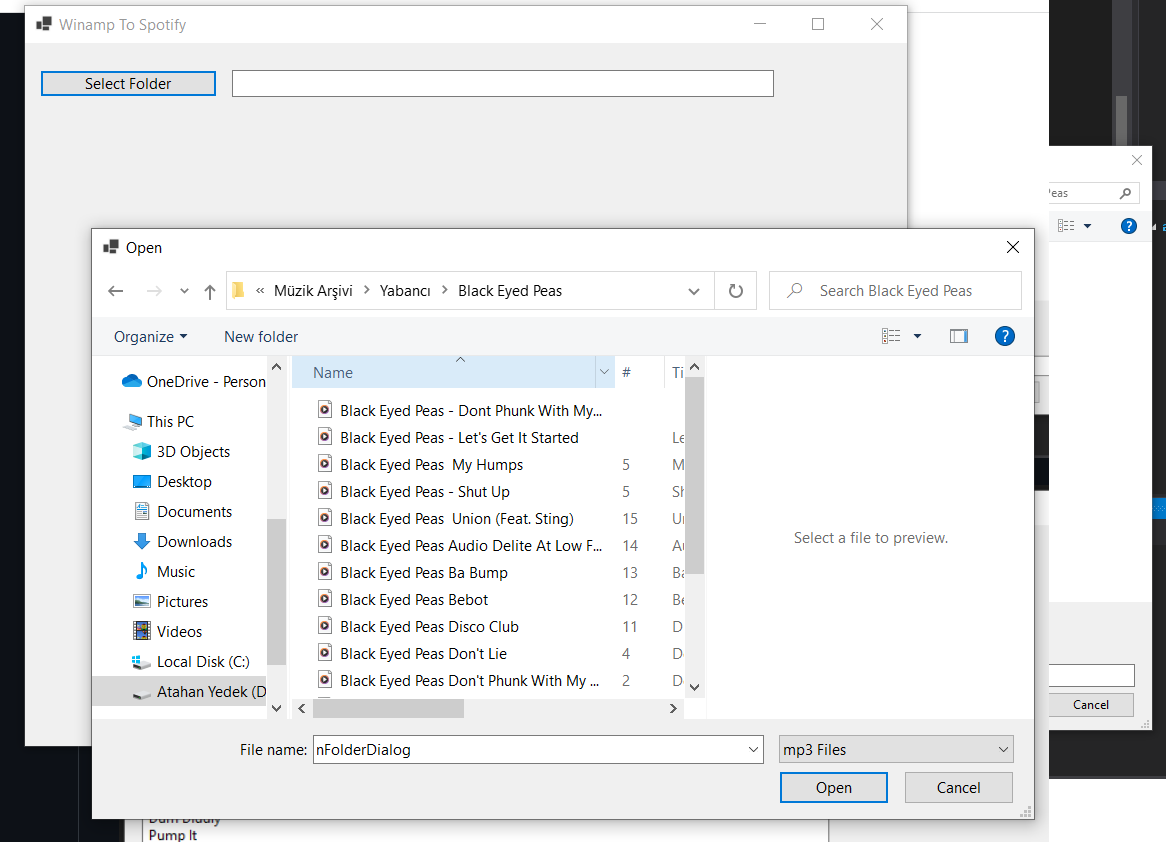 Winamp To Spotify
Select Folder
Open
« Müzik Arşivi > Yabancı > Black Eyed Peas
Search Black Eyed Peas
Organize
New folder
?
Name
#
OneDrive - Person
This PC
3D Objects
Desktop
Documents
Downloads
Music
Pictures
Videos
Local Disk (C:)
Atahan Yedek (D
Black Eyed Peas - Dont Phunk With My...
Black Eyed Peas - Let's Get It Started Le
Black Eyed Peas  My Humps 5 M
Black Eyed Peas - Shut Up 5 Sh
Black Eyed Peas  Union (Feat. Sting) 15 Un
Black Eyed Peas Audio Delite At Low F... 14 Au
Black Eyed Peas Ba Bump 13 Ba
Black Eyed Peas Bebot 12 Be
Black Eyed Peas Disco Club 11 D
Black Eyed Peas Don't Lie 4 D
Black Eyed Peas Don't Phunk With My ... 2 D
Select a file to preview.
File name: nFolderDialog
mp3 Files
Open
Cancel
eas
?
Cancel
Pump It